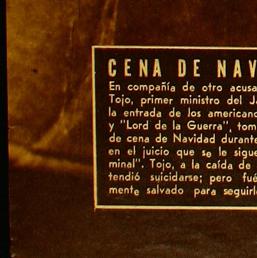 CENA DE NAV
En compañía de otro acusa
Tojo, primer ministro del Ja
la entrada de los americano
y "Lord de la Guerra", tom
de cena de Navidad durante
en el juicio que se le sigue
minal". Tojo, a la caída de
tendió suicidarse; pero fué
mente salvado para seguirle